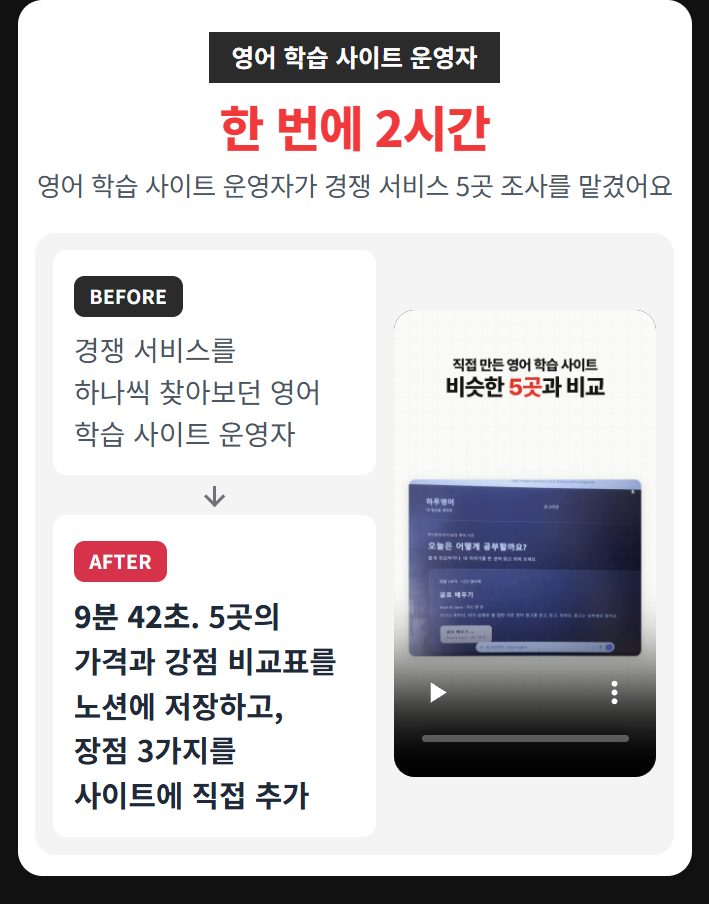 영어 학습 사이트 운영자
한 번에 2시간
영어 학습 사이트 운영자가 경쟁 서비스 5곳 조사를 맡겼어요
BEFORE
경쟁 서비스를
하나씩 찾아보던 영어
학습 사이트 운영자
AFTER
9분 42초. 5곳의
가격과 강점 비교표를
노션에 저장하고,
장점 3가지를
사이트에 직접 추가
직접 만든 영어 학습 사이트
비슷한 5곳과 비교
하루영어
오늘은 어떻게 공부할까요?
글로 배우기